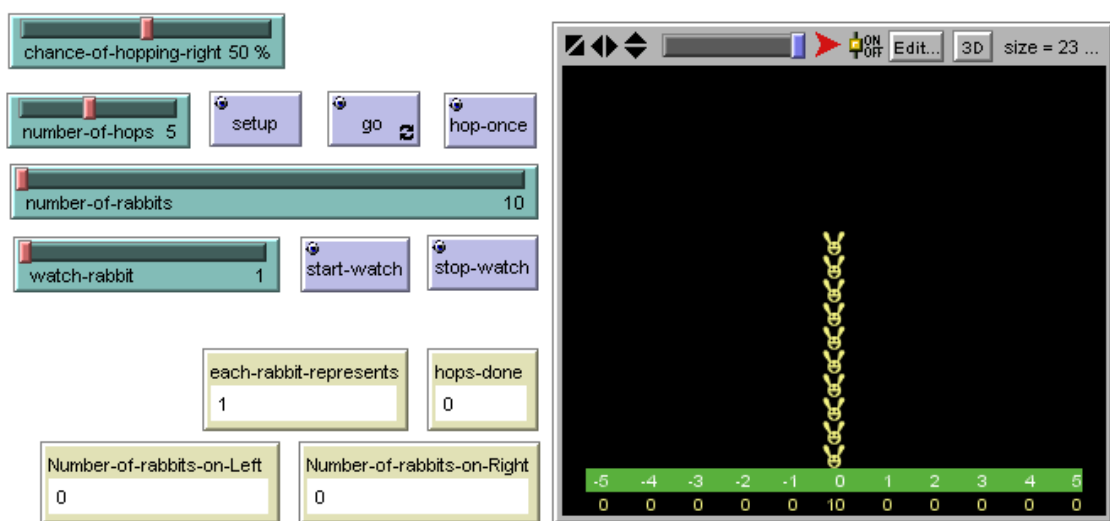 chance-of-hopping-right 50 %
number-of-hops 5
setup
go
hop-once
number-of-rabbits 10
watch-rabbit 1
start-watch
stop-watch
each-rabbit-represents
1
hops-done
0
Number-of-rabbits-on-Left
0
Number-of-rabbits-on-Right
0
ON
OFF
Edit...
3D
size = 23 ...
-5 -4 -3 -2 -1 0 1 2 3 4 5
0 0 0 0 0 10 0 0 0 0 0